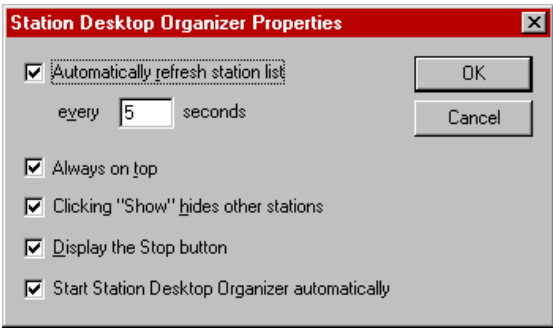 Station Desktop Organizer Properties
Automatically refresh station list
OK
every 5 seconds
Cancel
Always on top
Clicking "Show" hides other stations
Display the Stop button
Start Station Desktop Organizer automatically